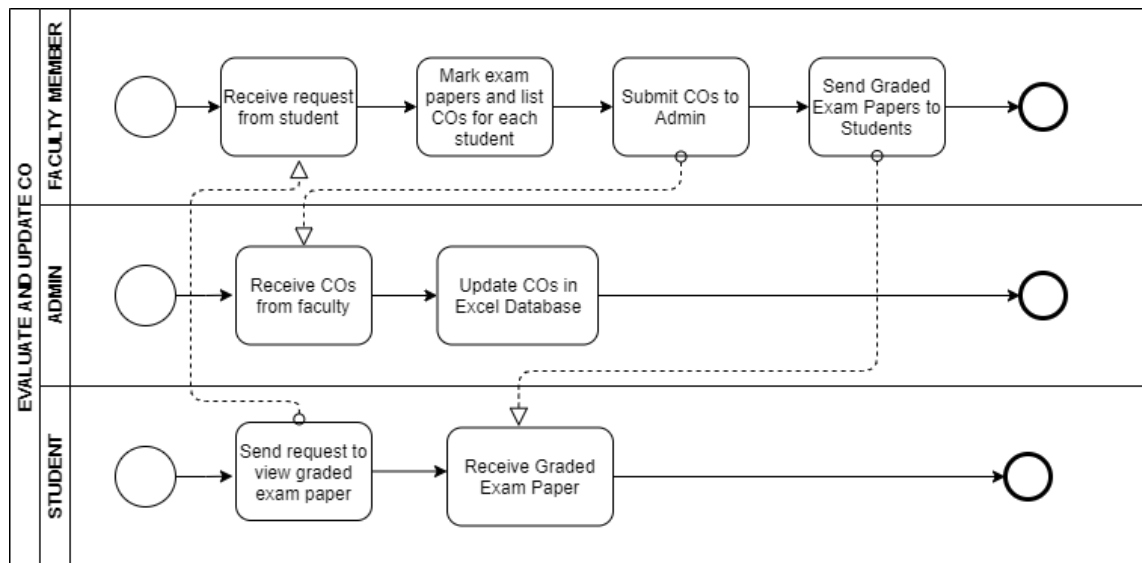 EVALUATE AND UPDATE CO
FACULTY MEMBER
Receive request
from student
Mark exam
papers and list
COs for each
student
Submit COs to
Admin
Send Graded
Exam Papers to
Students
ADMIN
Receive COs
from faculty
Update COs in
Excel Database
STUDENT
Send request to
view graded
exam paper
Receive Graded
Exam Paper